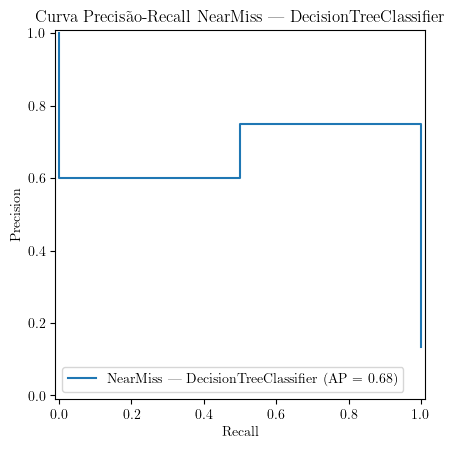 Curva Precisão-Recall NearMiss — DecisionTreeClassifier
1.0
0.8
0.6
0.4
0.2
0.0
Precision
NearMiss — DecisionTreeClassifier (AP = 0.68)
0.0 0.2 0.4 0.6 0.8 1.0
Recall